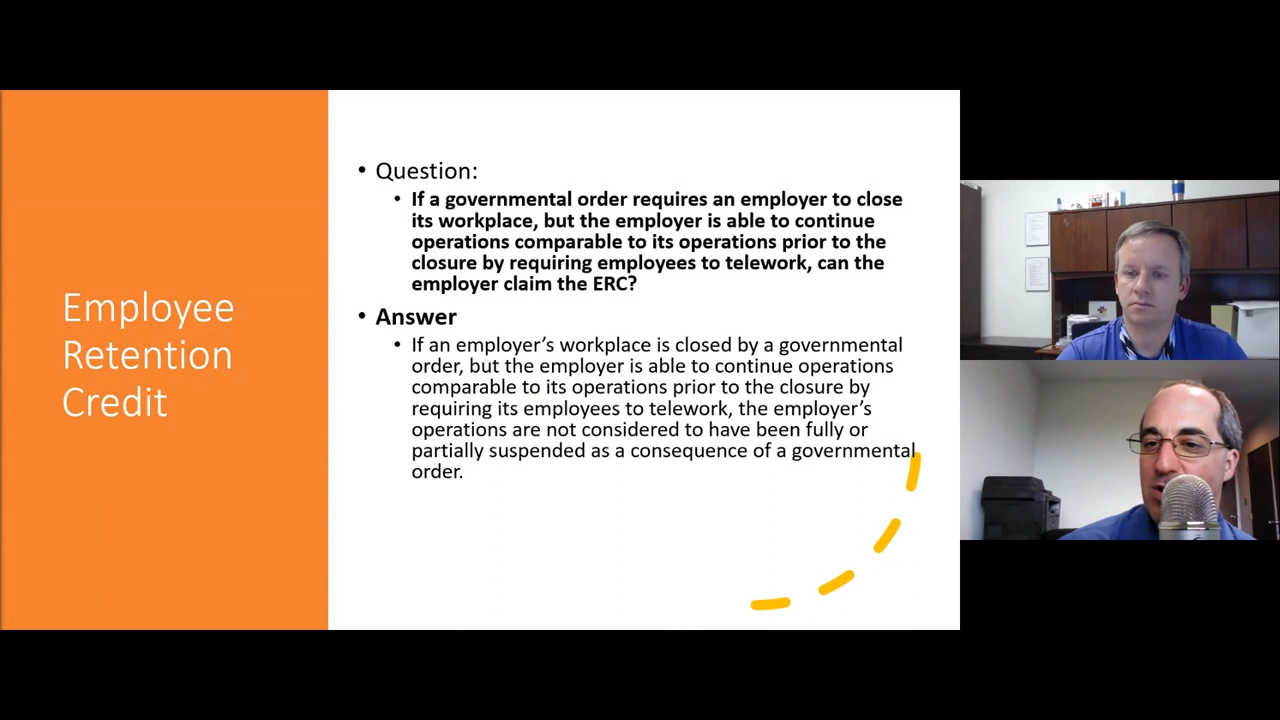 Employee
Retention
Credit
• Question:
• If a governmental order requires an employer to close
its workplace, but the employer is able to continue
operations comparable to its operations prior to the
closure by requiring employees to telework, can the
employer claim the ERC?
• Answer
• If an employer’s workplace is closed by a governmental
order, but the employer is able to continue operations
comparable to its operations prior to the closure by
requiring its employees to telework, the employer’s
operations are not considered to have been fully or
partially suspended as a consequence of a governmental
order.